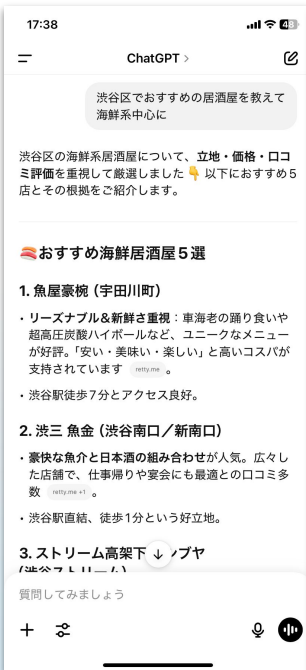 17:38
43
ChatGPT >
渋谷区でおすすめの居酒屋を教えて
海鮮系中心に
渋谷区の海鮮系居酒屋について、立地・価格・口コ
ミ評価を重視して厳選しました👇 以下におすすめ5
店とその根拠をご紹介します。
🍣おすすめ海鮮居酒屋5選
1. 魚屋豪椀（宇田川町）
• リーズナブル＆新鮮さ重視：車海老の踊り食いや
超高圧炭酸ハイボールなど、ユニークなメニュー
が好評。「安い・美味い・楽しい」と高いコスパが
支持されています retty.me 。
• 渋谷駅徒歩7分とアクセス良好。
2. 渋三 魚金（渋谷南口／新南口）
• 豪快な魚介と日本酒の組み合わせが人気。広々し
た店舗で、仕事帰りや宴会にも最適との口コミ多
数 retty.me +1 。
• 渋谷駅直結、徒歩1分という好立地。
3. ストリーム高架下 ンブヤ
(渋谷ストリーム)
質問してみましょう